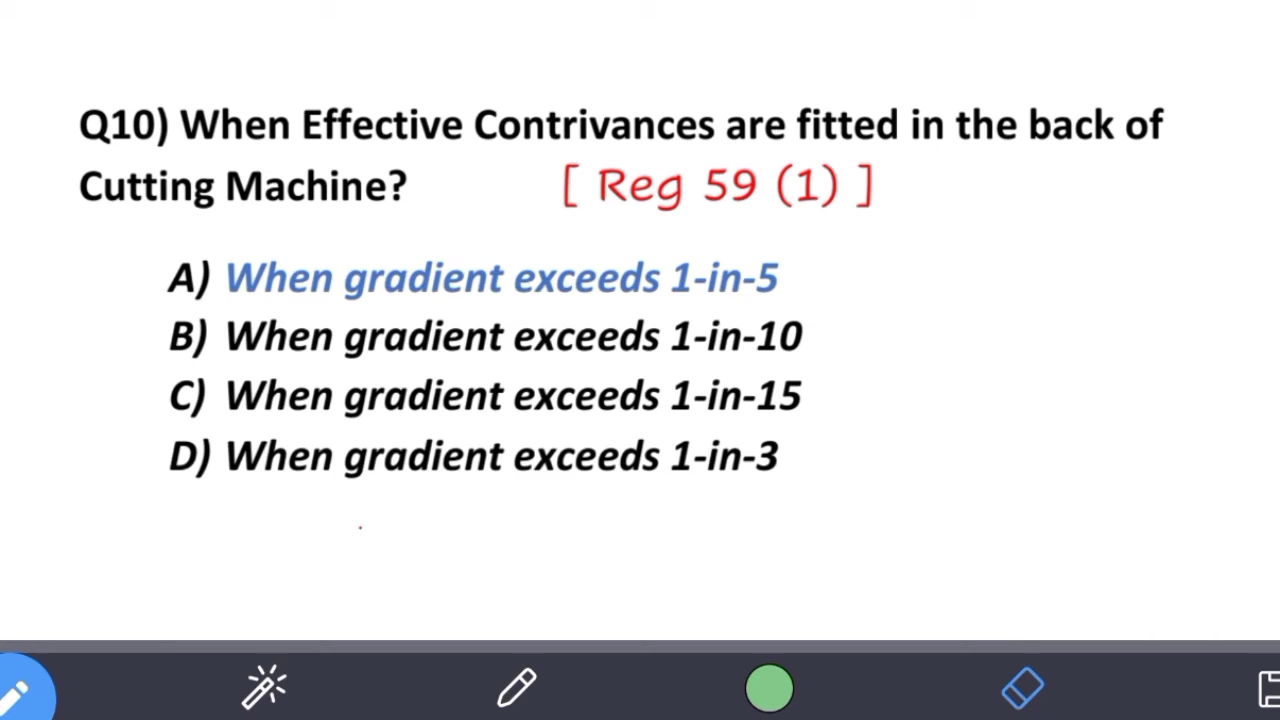 Q10) When Effective Contrivances are fitted in the back of
Cutting Machine? [ Reg 59 (1) ]
A) When gradient exceeds 1-in-5
B) When gradient exceeds 1-in-10
C) When gradient exceeds 1-in-15
D) When gradient exceeds 1-in-3